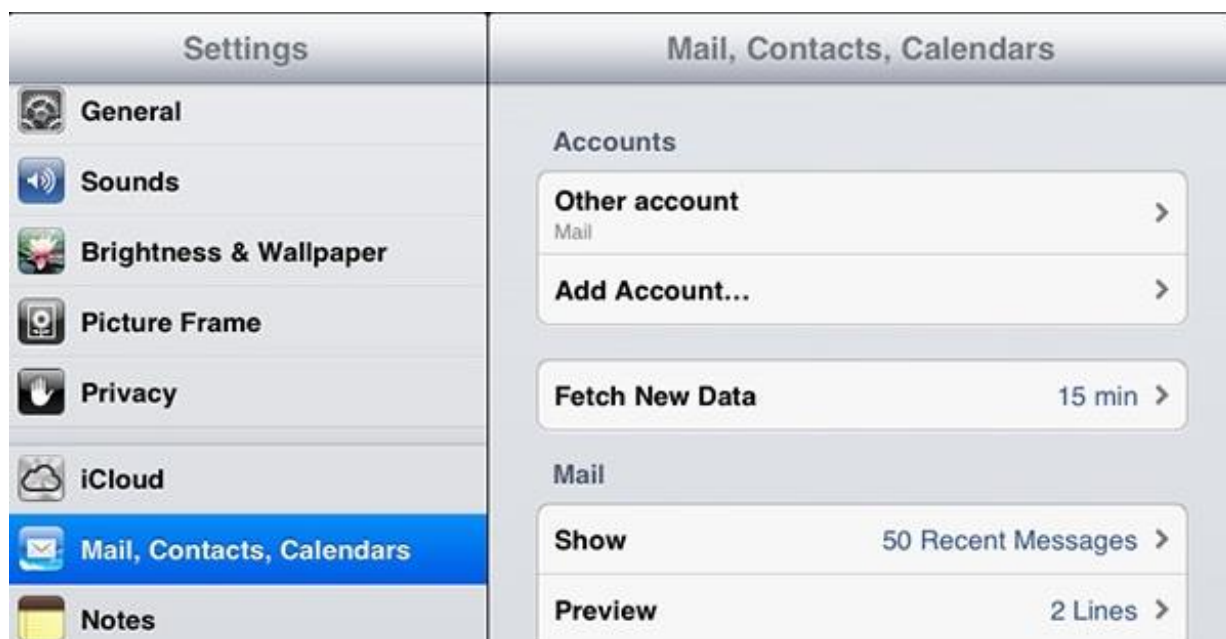 Settings
General
Sounds
Brightness & Wallpaper
Picture Frame
Privacy
iCloud
Mail, Contacts, Calendars
Notes
Mail, Contacts, Calendars
Accounts
Other account
Mail
Add Account...
Fetch New Data 15 min
Mail
Show 50 Recent Messages
Preview 2 Lines